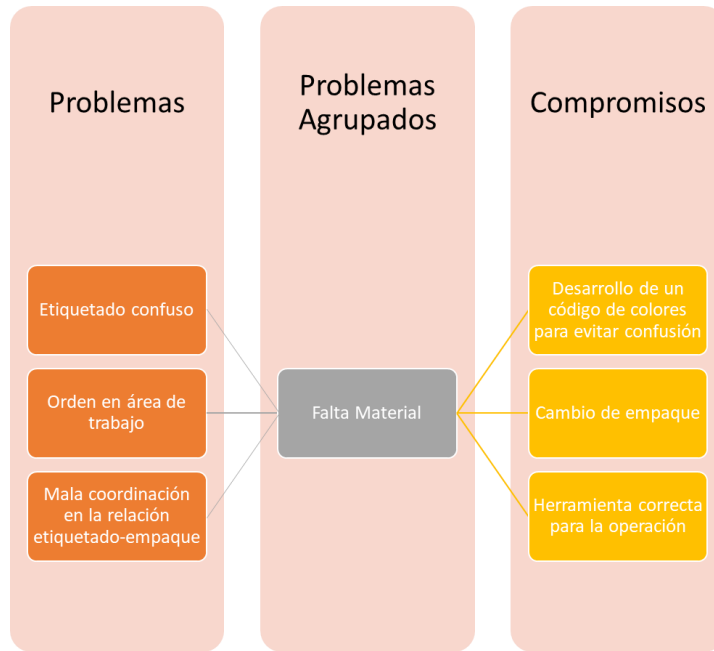 Problemas
Problemas
Agrupados
Compromisos
Etiquetado confuso
Orden en área de
trabajo
Mala coordinación
en la relación
etiquetado-empaque
Falta Material
Desarrollo de un
código de colores
para evitar confusión
Cambio de empaque
Herramienta correcta
para la operación